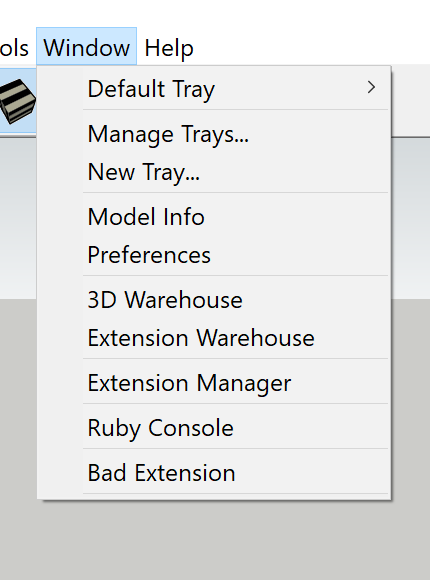 ols Window Help
Default Tray
Manage Trays...
New Tray...
Model Info
Preferences
3D Warehouse
Extension Warehouse
Extension Manager
Ruby Console
Bad Extension